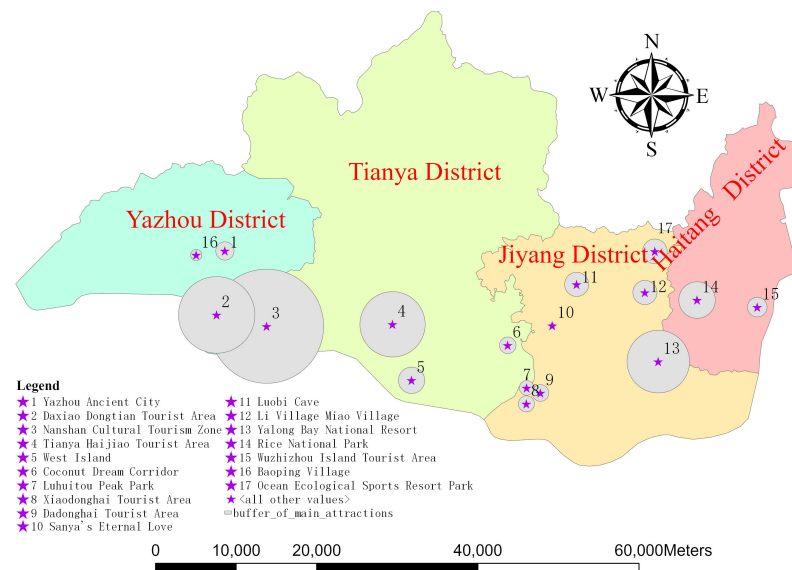 N
W E
S
Tianya District
Haitang District
Yazhou District
Jiyang District
16 1
17
11
12
14
15
2
3
4
10
6
13
5
7
9
8
Legend
1 Yazhou Ancient City
2 Daxiao Dongtian Tourist Area
3 Nanshan Cultural Tourism Zone
4 Tianya Haijiao Tourism Area
5 West Island
6 Coconut Dream Corridor
7 Luhuitou Peak Park
8 Xiaodonghai Tourist Area
9 Dadonghai Tourist Area
10 Sanya's Eternal Love
11 Luobi Cave
12 Li Village Miao Village
13 Yalong Bay National Resort
14 Rice National Park
15 Wuzhizhou Island Tourism Area
16 Baoping Village
17 Ocean Ecological Sports Resort Park
<all other values>
buffer_of_main_attractions
0 10,000 20,000 40,000 60,000Meters